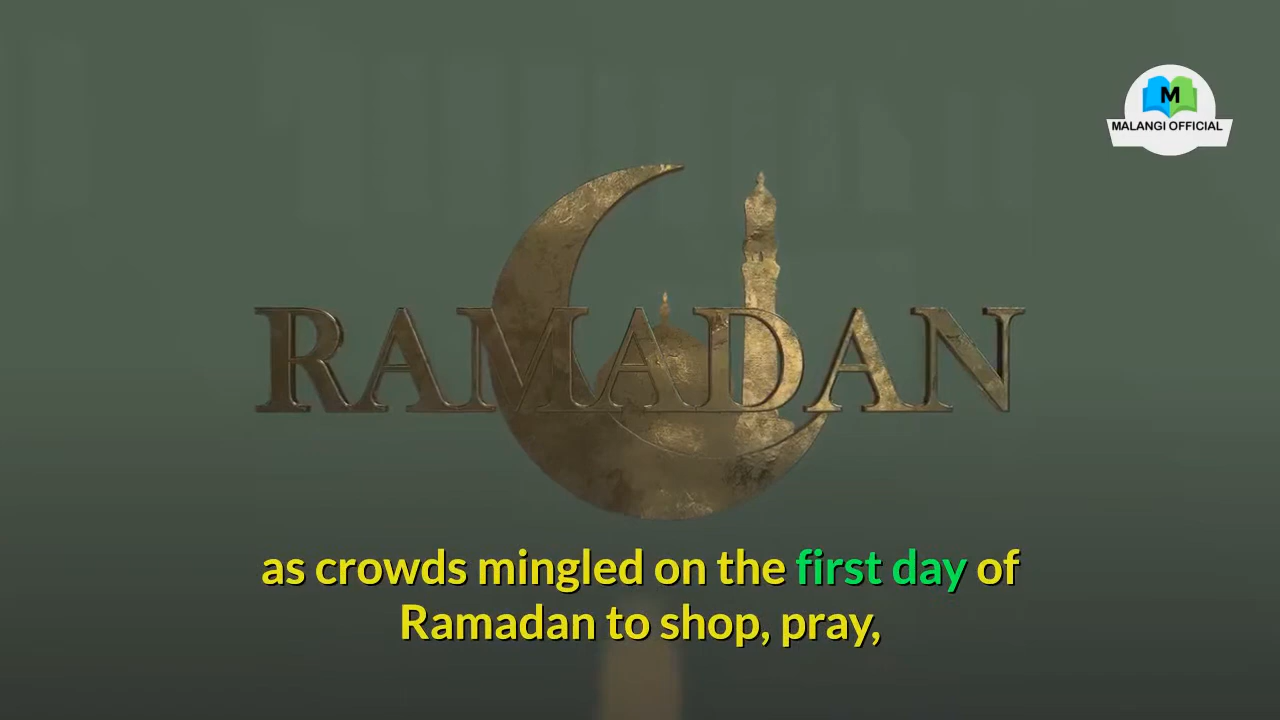 M
MALANGI OFFICIAL
RAMADAN
as crowds mingled on the first day of
Ramadan to shop, pray,